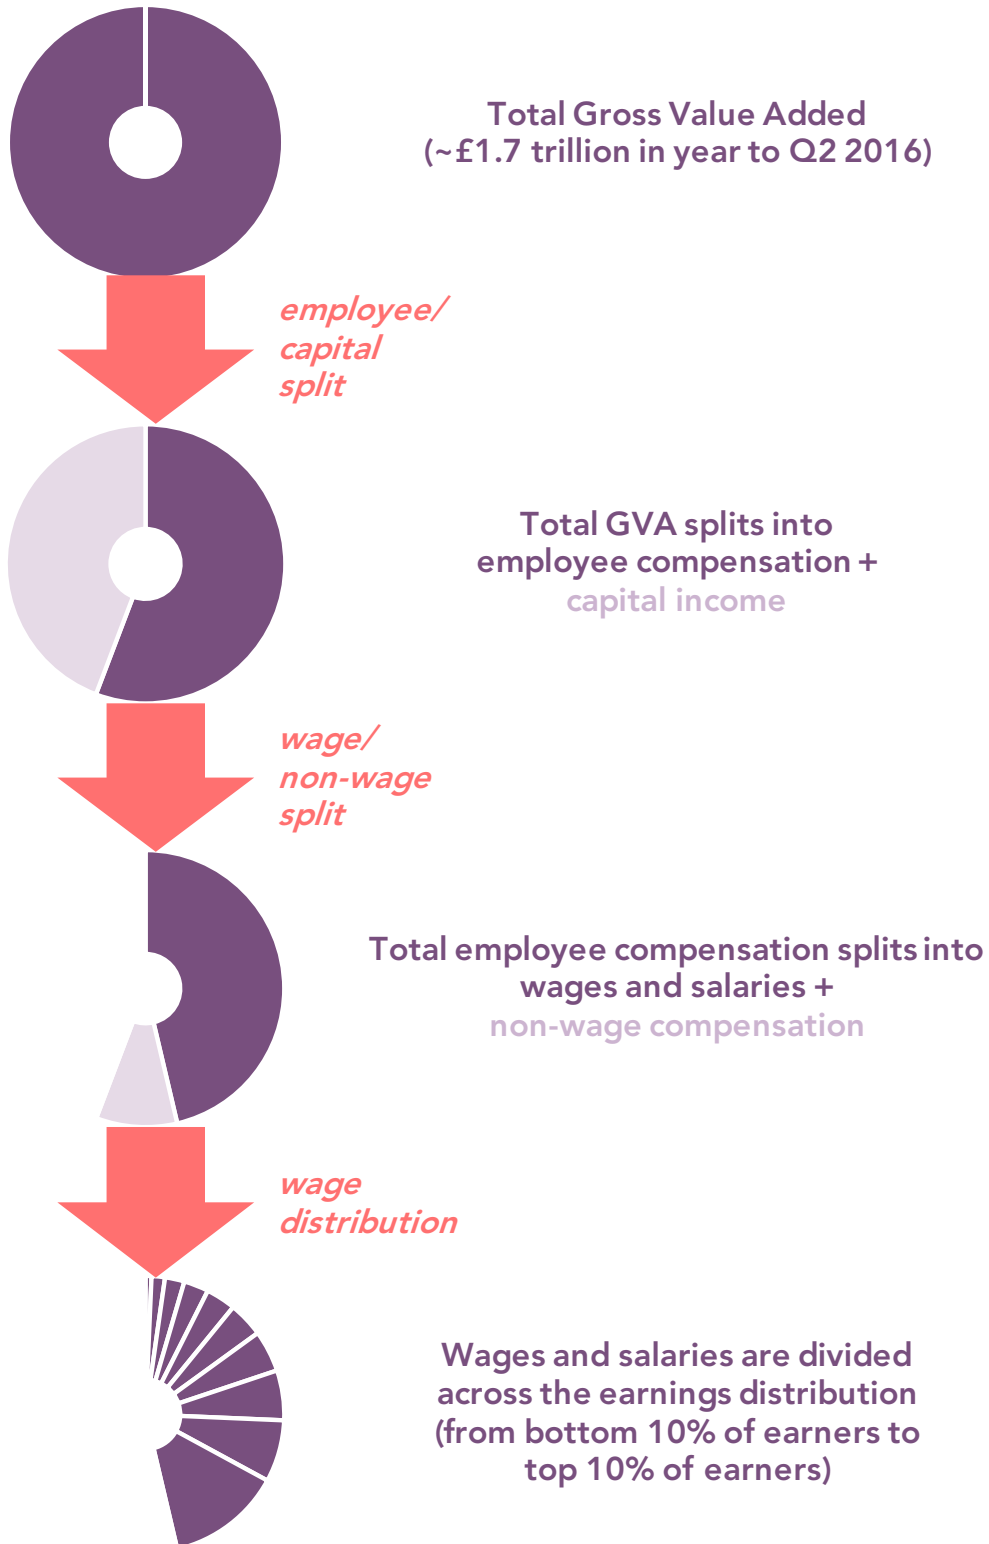 Total Gross Value Added
(~£1.7 trillion in year to Q2 2016)
employee/
capital
split
Total GVA splits into
employee compensation +
capital income
wage/
non-wage
split
Total employee compensation splits into
wages and salaries +
non-wage compensation
wage
distribution
Wages and salaries are divided
across the earnings distribution
(from bottom 10% of earners to
top 10% of earners)